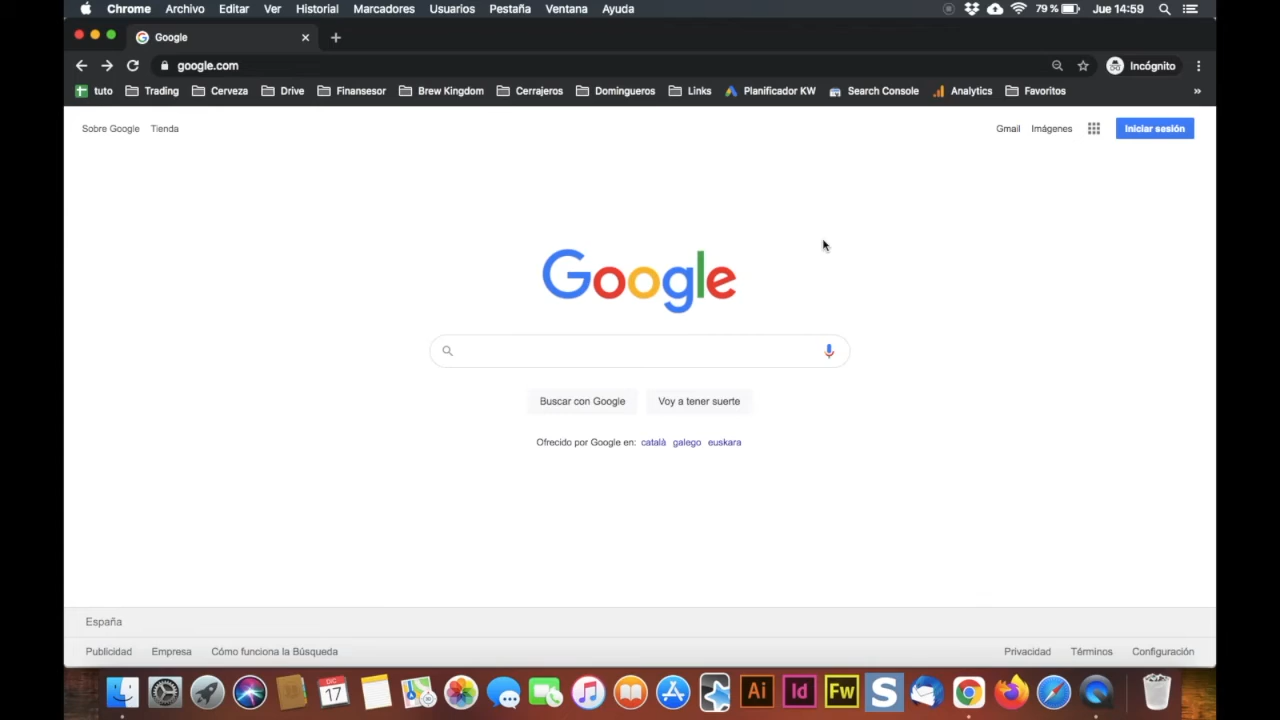 Chrome Archivo Editar Ver Historial Marcadores Usuarios Pestaña Ventana Ayuda 79 % Jue 14:59
Google
google.com Incógnito
tuto Trading Cerveza Drive Finansesor Brew Kingdom Cerrajeros Domingueros Links Planificador KW Search Console Analytics Favoritos »
Sobre Google Tienda Gmail Imágenes Iniciar sesión
Google
Buscar con Google Voy a tener suerte
Ofrecido por Google en: català galego euskara
España
Publicidad Empresa Cómo funciona la Búsqueda Privacidad Términos Configuración
DIC
17 Ai Id Fw S